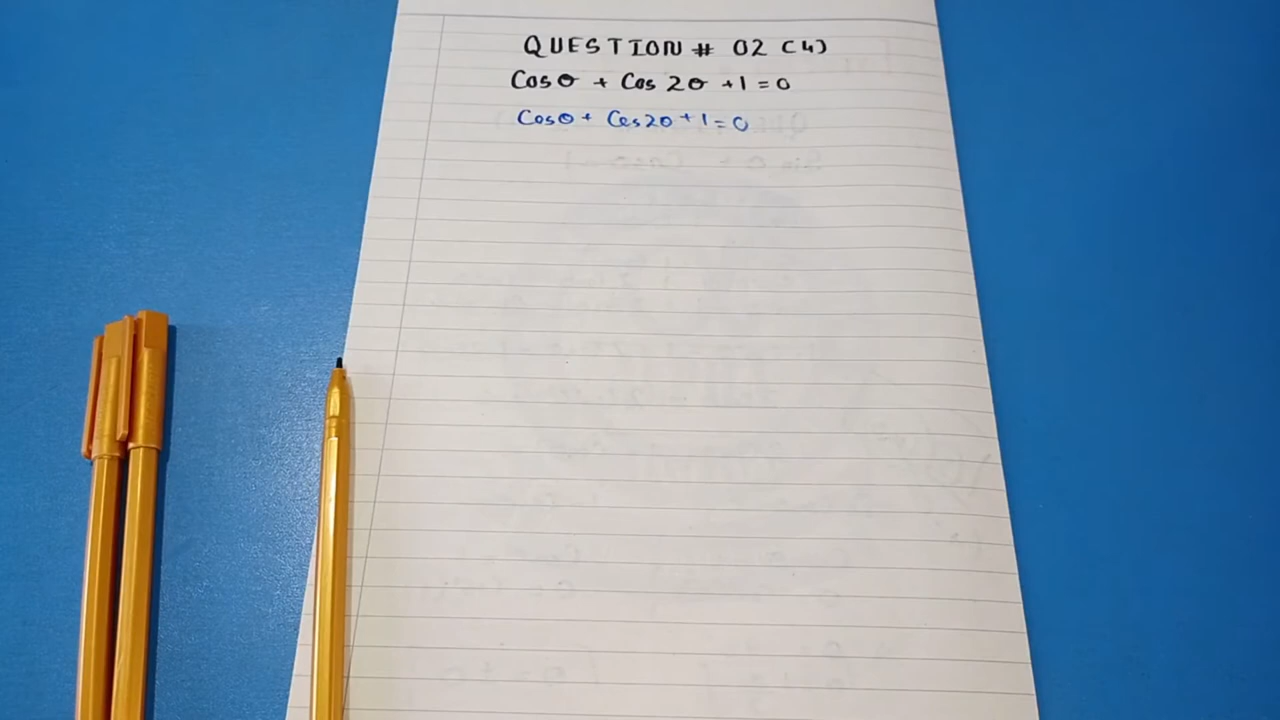 QUESTION # 02 (4)
Cosθ + Cos 2θ + 1 = 0
Cosθ + Cos2θ + 1 = 0